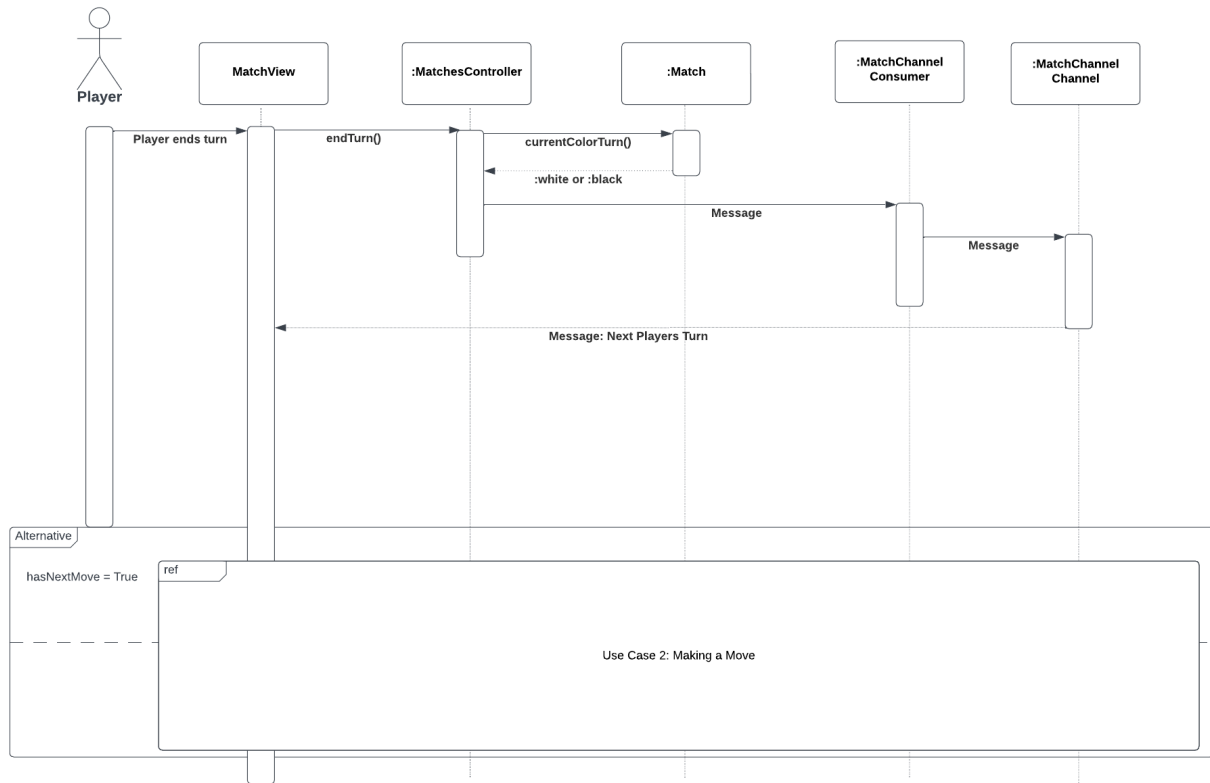 Player
MatchView
:MatchesController
:Match
:MatchChannel
Consumer
:MatchChannel
Channel
Player ends turn
endTurn()
currentColorTurn()
:white or :black
Message
Message
Message: Next Players Turn
Alternative
hasNextMove = True
ref
Use Case 2: Making a Move